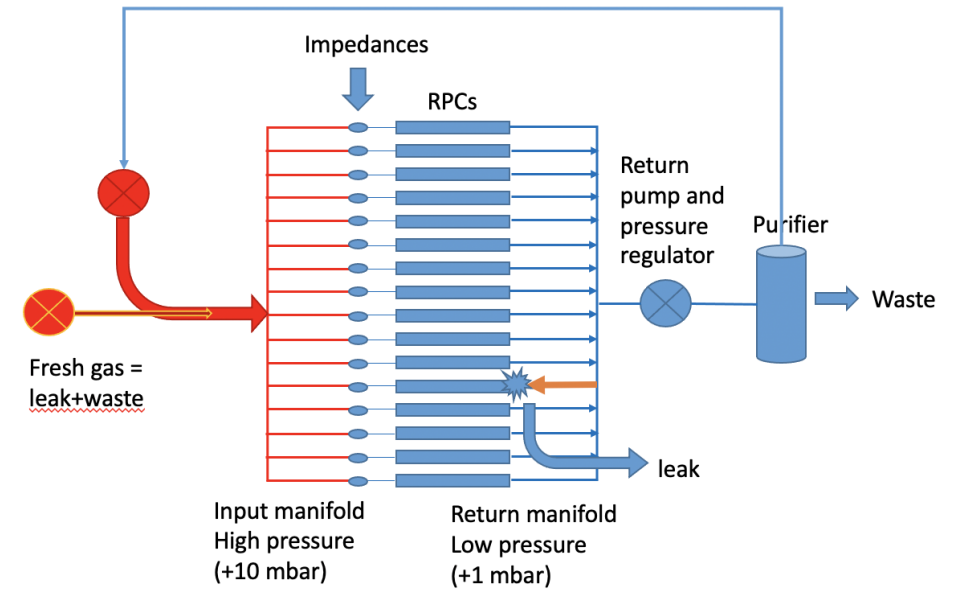 Impedances
RPCs
Return
pump and
pressure
regulator
Purifier
Waste
Fresh gas =
leak+waste
leak
Input manifold
High pressure
(+10 mbar)
Return manifold
Low pressure
(+1 mbar)